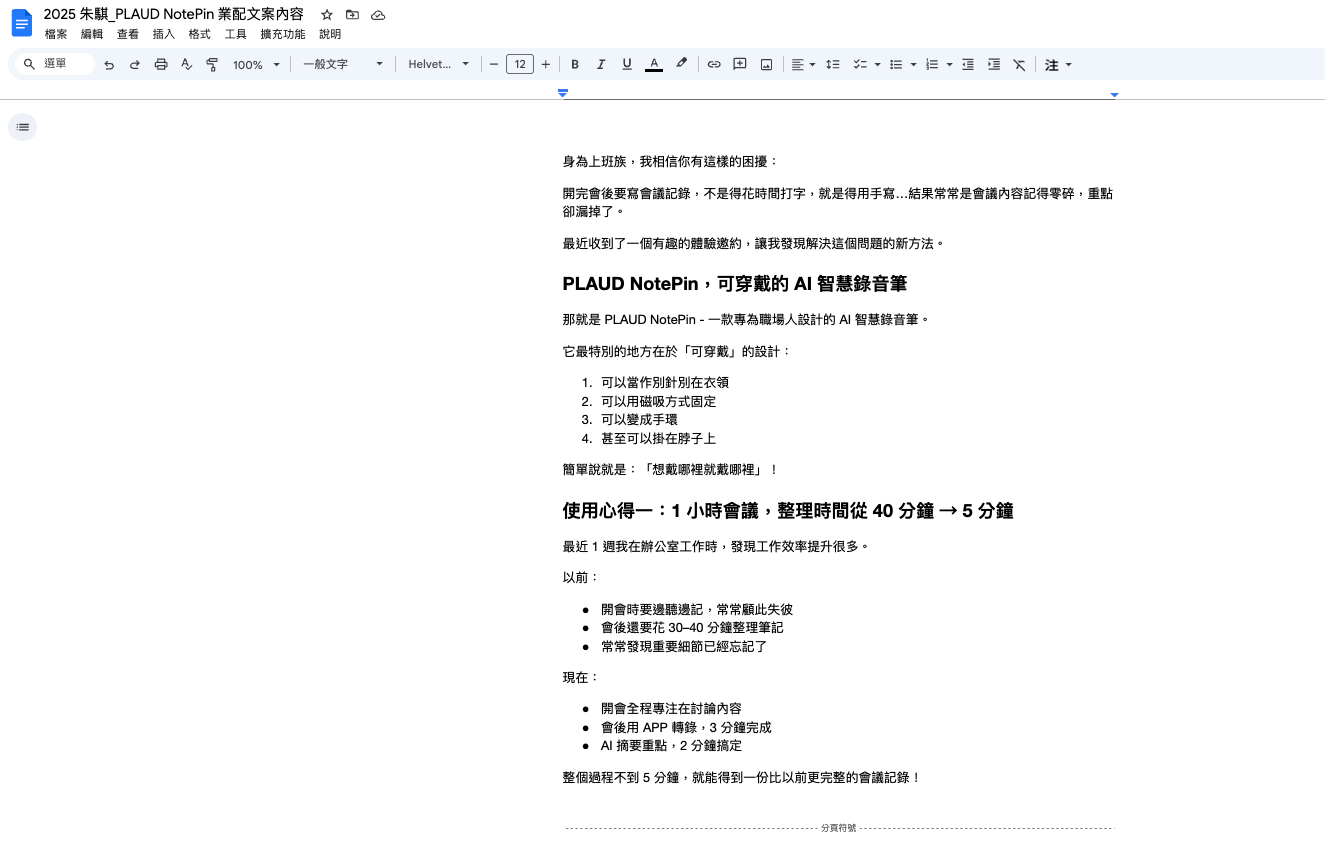 2025 朱騏_PLAUD NotePin 業配文案內容
檔案 編輯 查看 插入 格式 工具 擴充功能 說明
選單 100% 一般文字 Helvet... 12 B I U A 注
身為上班族，我相信你有這樣的困擾：
開完會後要寫會議記錄，不是得花時間打字，就是得用手寫...結果常常是會議內容記得零碎，重點
卻漏掉了。
最近收到了一個有趣的體驗邀約，讓我發現解決這個問題的新方法。
PLAUD NotePin，可穿戴的 AI 智慧錄音筆
那就是 PLAUD NotePin - 一款專為職場人設計的 AI 智慧錄音筆。
它最特別的地方在於「可穿戴」的設計：
1. 可以當作別針別在衣領
2. 可以用磁吸方式固定
3. 可以變成手環
4. 甚至可以掛在脖子上
簡單說就是：「想戴哪裡就戴哪裡」！
使用心得一：1 小時會議，整理時間從 40 分鐘 → 5 分鐘
最近 1 週我在辦公室工作時，發現工作效率提升很多。
以前：
● 開會時要邊聽邊記，常常顧此失彼
● 會後還要花 30–40 分鐘整理筆記
● 常常發現重要細節已經忘記了
現在：
● 開會全程專注在討論內容
● 會後用 APP 轉錄，3 分鐘完成
● AI 摘要重點，2 分鐘搞定
整個過程不到 5 分鐘，就能得到一份比以前更完整的會議記錄！
分頁符號